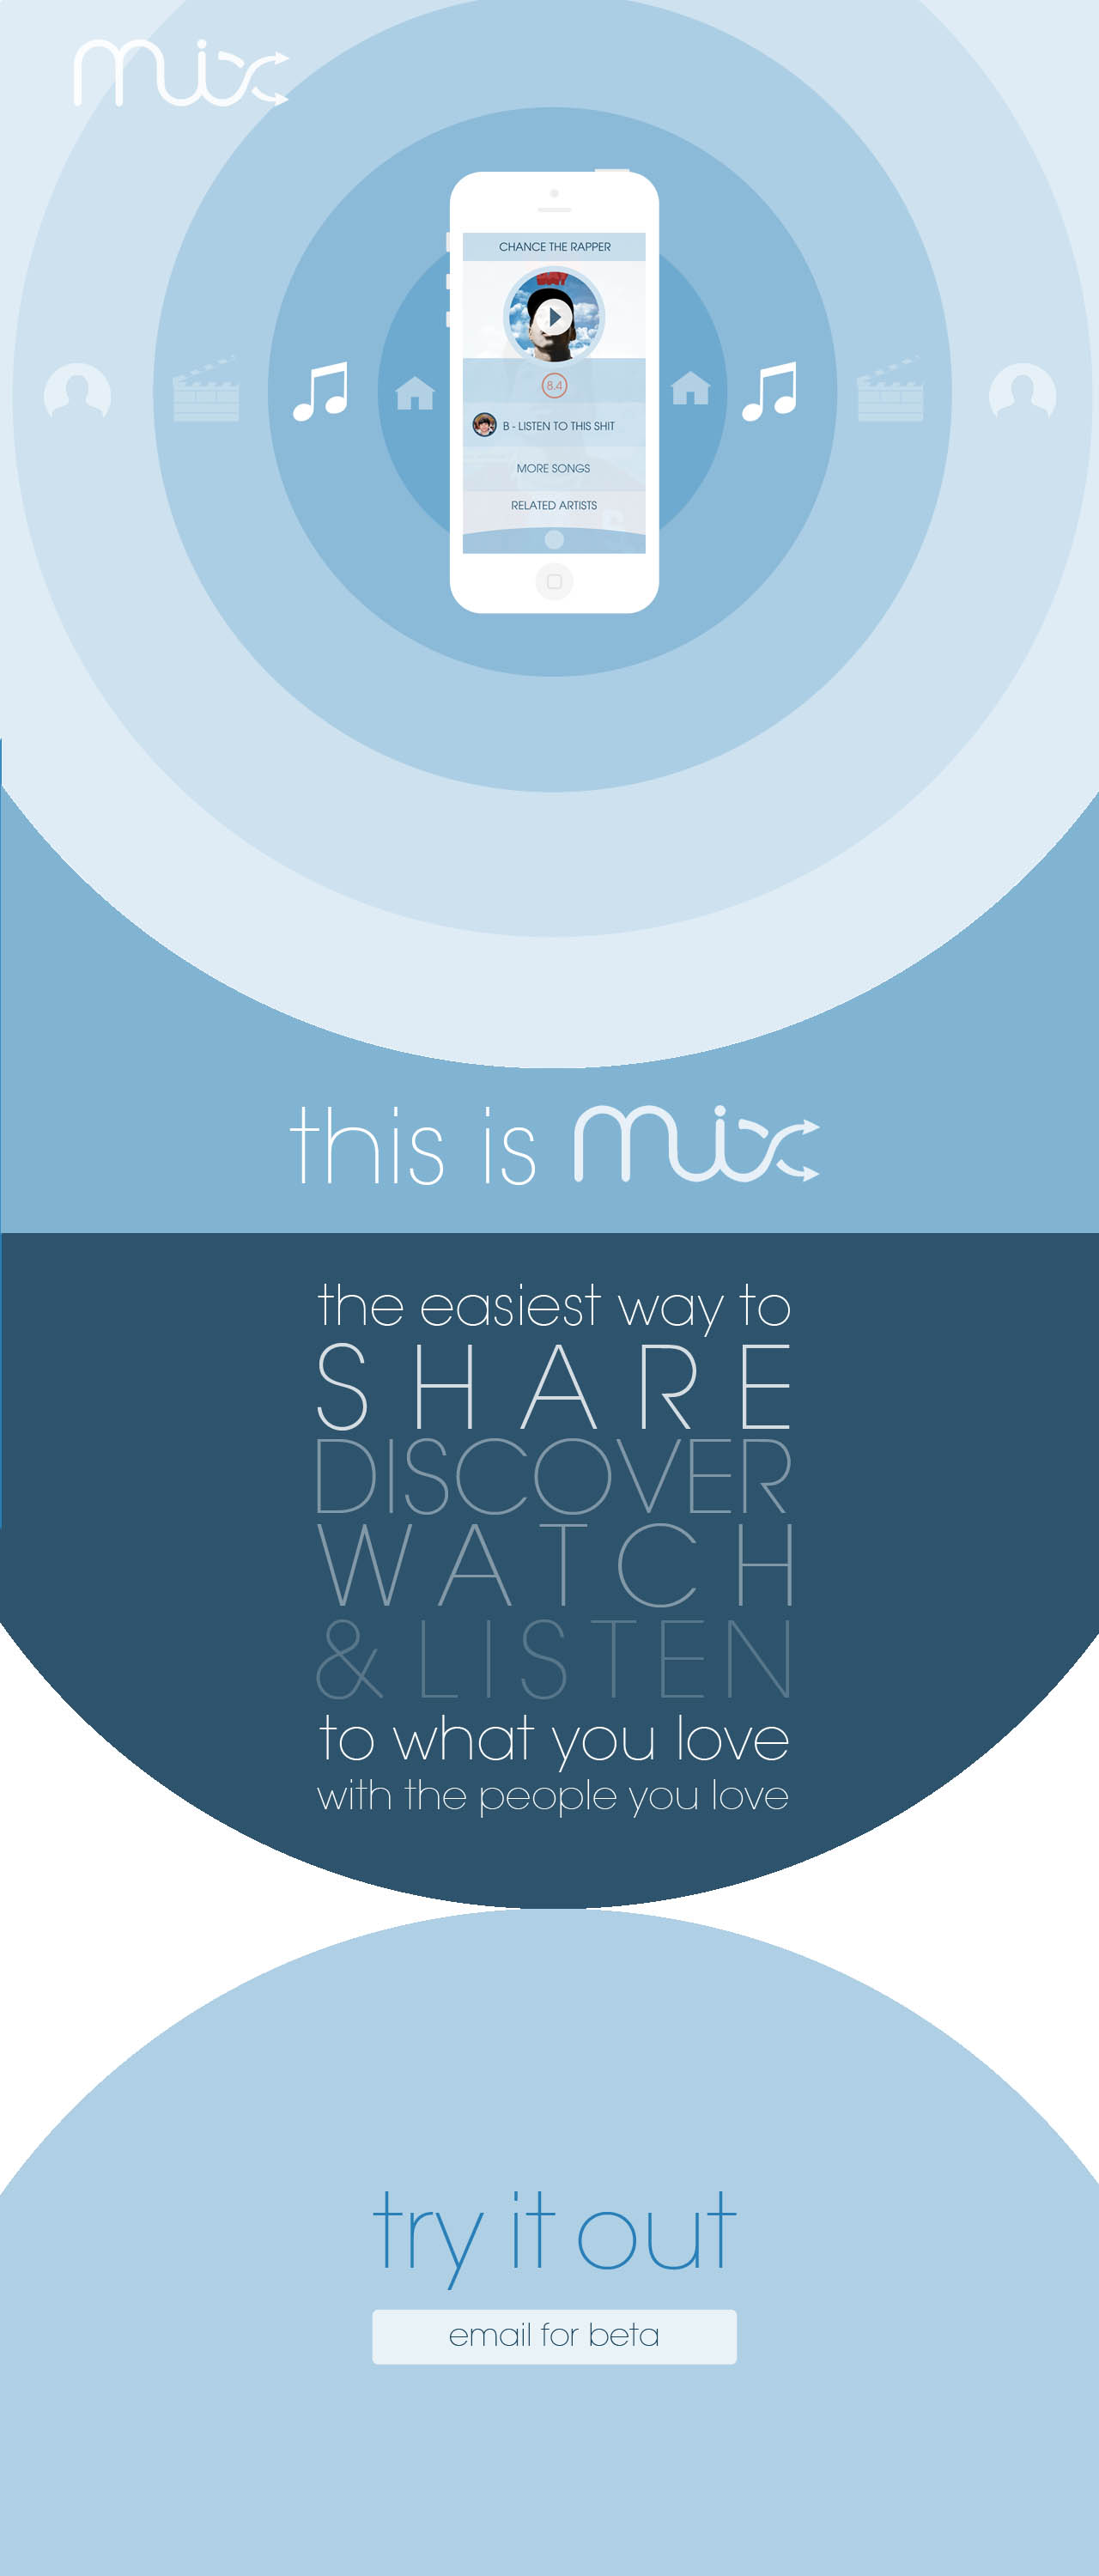 mix
CHANCE THE RAPPER
8.4
B - LISTEN TO THIS SHIT
MORE SONGS
RELATED ARTISTS
this is mix
the easiest way to
SHARE
DISCOVER
WATCH
& LISTEN
to what you love
with the people you love
try it out
email for beta